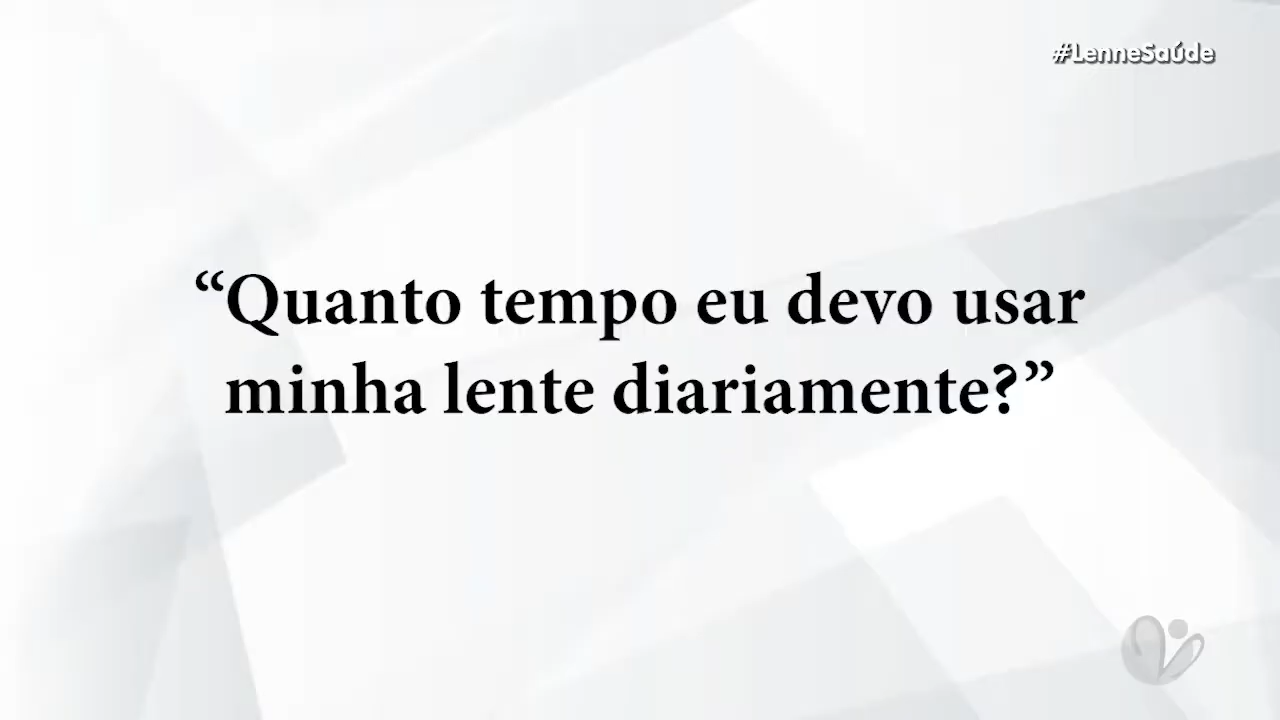 #LenneSaúde
“Quanto tempo eu devo usar
minha lente diariamente?”